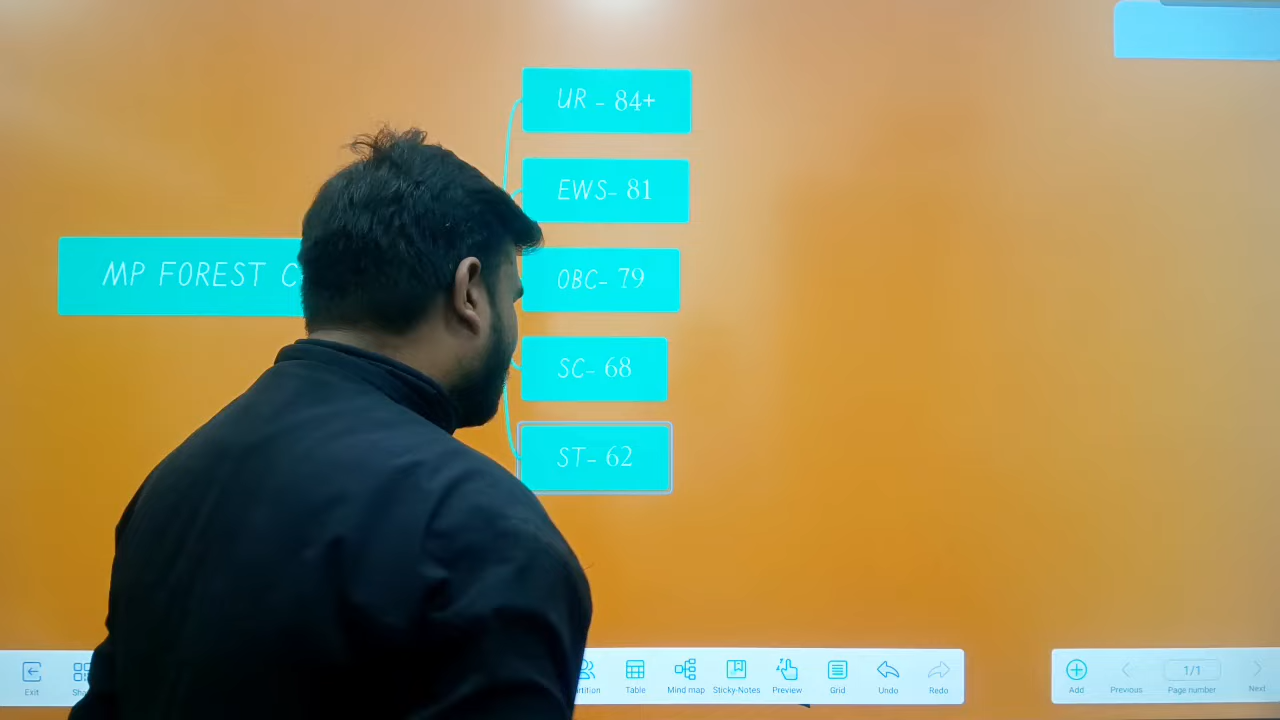 UR - 84+
EWS- 81
MP FOREST C
OBC- 79
SC- 68
ST- 62
Exit
Table
Mind map
Sticky-Notes
Preview
Grid
Undo
Redo
Add
Previous
1/1
Page number
Next